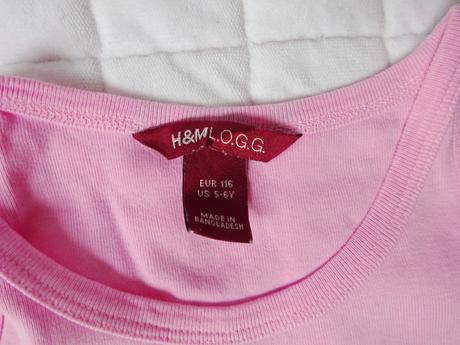 H&M L.O.G.G.
EUR 116
US 5-6Y
MADE IN
BANGLADESH